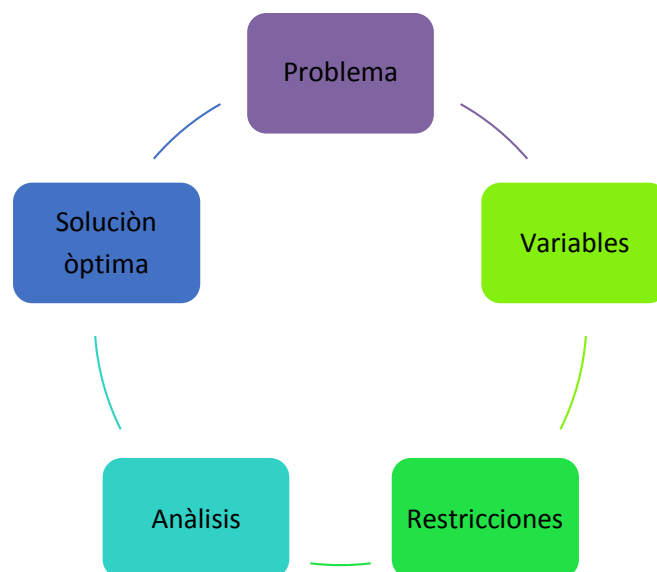 Problema
Variables
Restricciones
Anàlisis
Soluciòn
òptima